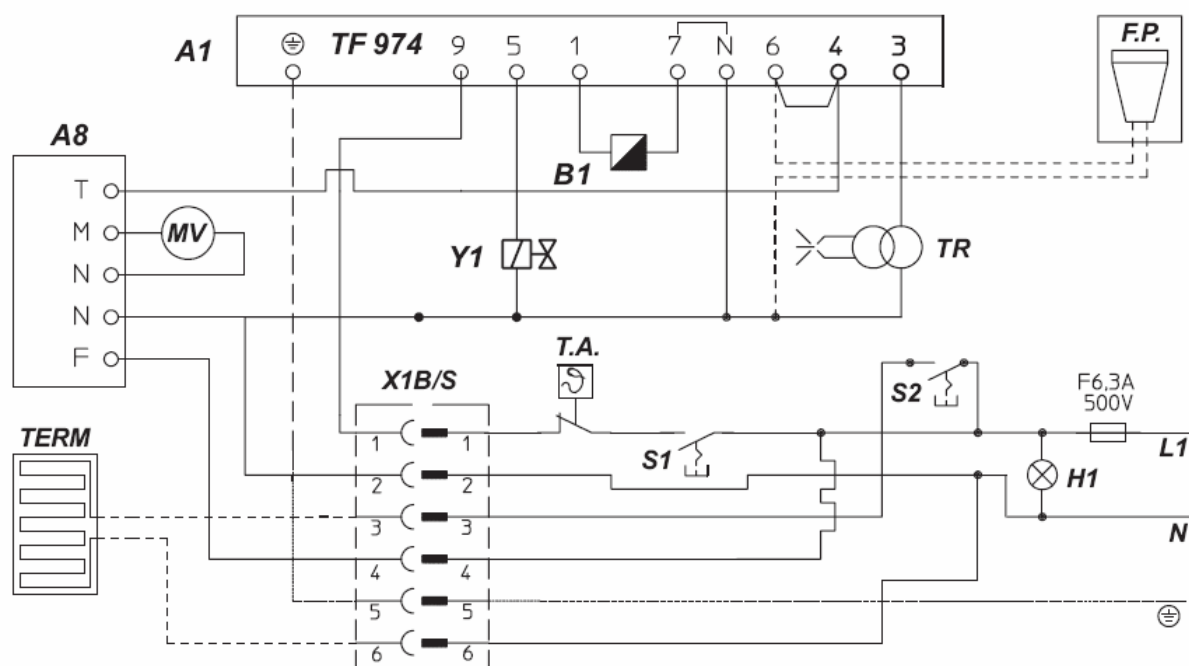 A1
TF 974 9 5 1 7 N 6 4 3
F.P.
A8
T
M
N
N
F
MV
B1
Y1
TR
T.A.
X1B/S
S2
F6,3A
500V
TERM
1 1
S1
L1
2 2
H1
3 3
N
4 4
5 5
6 6